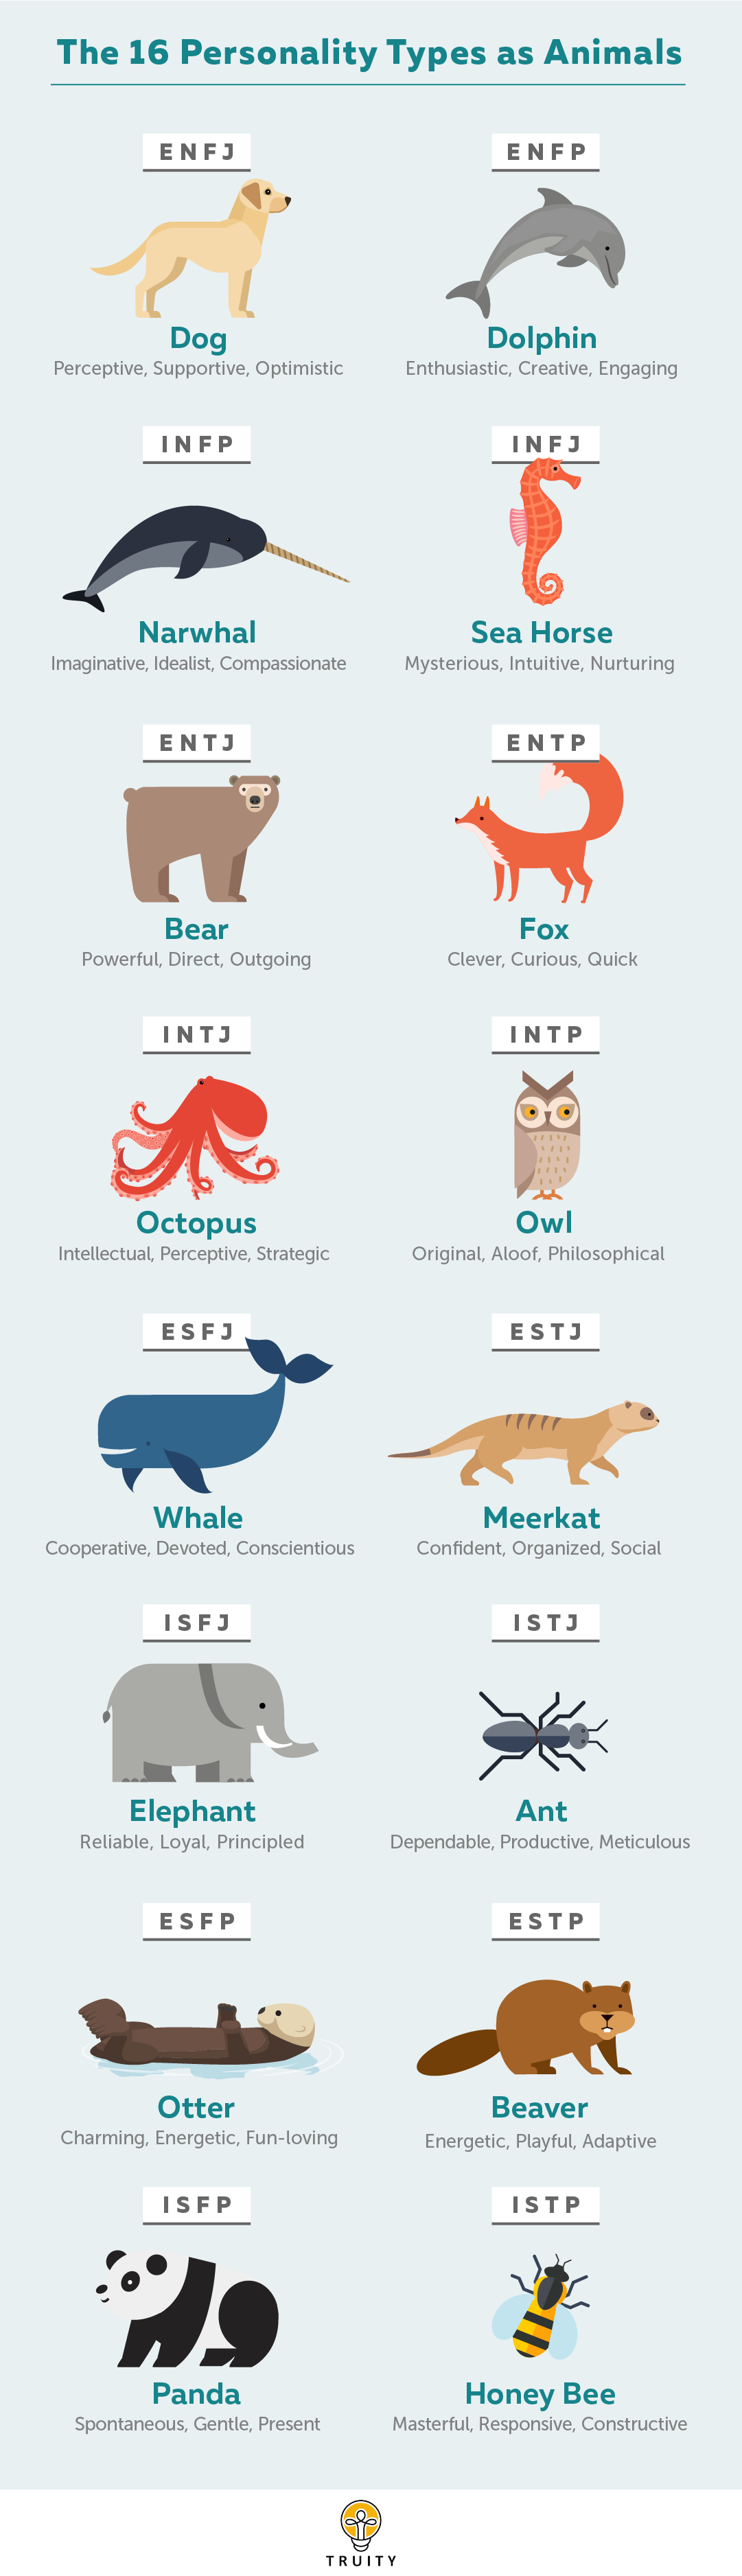 The 16 Personality Types as Animals
ENFJ
Dog
Perceptive, Supportive, Optimistic
ENFP
Dolphin
Enthusiastic, Creative, Engaging
INFP
Narwhal
Imaginative, Idealist, Compassionate
INFJ
Sea Horse
Mysterious, Intuitive, Nurturing
ENTJ
Bear
Powerful, Direct, Outgoing
ENTP
Fox
Clever, Curious, Quick
INTJ
Octopus
Intellectual, Perceptive, Strategic
INTP
Owl
Original, Aloof, Philosophical
ESFJ
Whale
Cooperative, Devoted, Conscientious
ESTJ
Meerkat
Confident, Organized, Social
ISFJ
Elephant
Reliable, Loyal, Principled
ISTJ
Ant
Dependable, Productive, Meticulous
ESFP
Otter
Charming, Energetic, Fun-loving
ESTP
Beaver
Energetic, Playful, Adaptive
ISFP
Panda
Spontaneous, Gentle, Present
ISTP
Honey Bee
Masterful, Responsive, Constructive
TRUITY